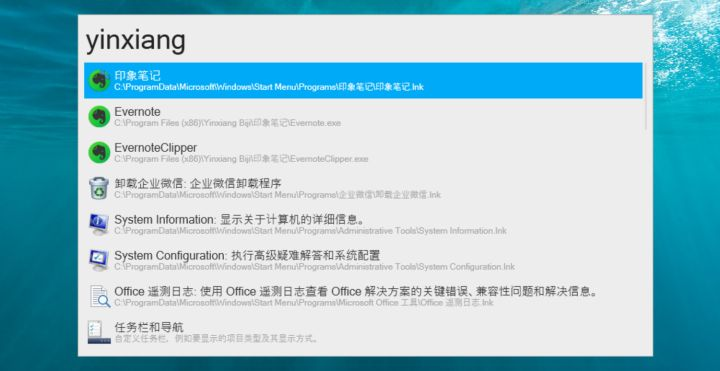 yinxiang
印象笔记
C:\ProgramData\Microsoft\Windows\Start Menu\Programs\印象笔记\印象笔记.lnk
Evernote
C:\Program Files (x86)\Yinxiang Biji\印象笔记\Evernote.exe
EvernoteClipper
C:\Program Files (x86)\Yinxiang Biji\印象笔记\EvernoteClipper.exe
卸载企业微信: 企业微信卸载程序
C:\ProgramData\Microsoft\Windows\Start Menu\Programs\企业微信\卸载企业微信.lnk
System Information: 显示关于计算机的详细信息。
C:\ProgramData\Microsoft\Windows\Start Menu\Programs\Administrative Tools\System Information.lnk
System Configuration: 执行高级疑难解答和系统配置
C:\ProgramData\Microsoft\Windows\Start Menu\Programs\Administrative Tools\System Configuration.lnk
Office 遥测日志: 使用 Office 遥测日志查看 Office 解决方案的关键错误、兼容性问题和解决信息。
C:\ProgramData\Microsoft\Windows\Start Menu\Programs\Microsoft Office 工具\Office 遥测日志.lnk
任务栏和导航
自定义任务栏，例如要显示的项目类型及其显示方式。